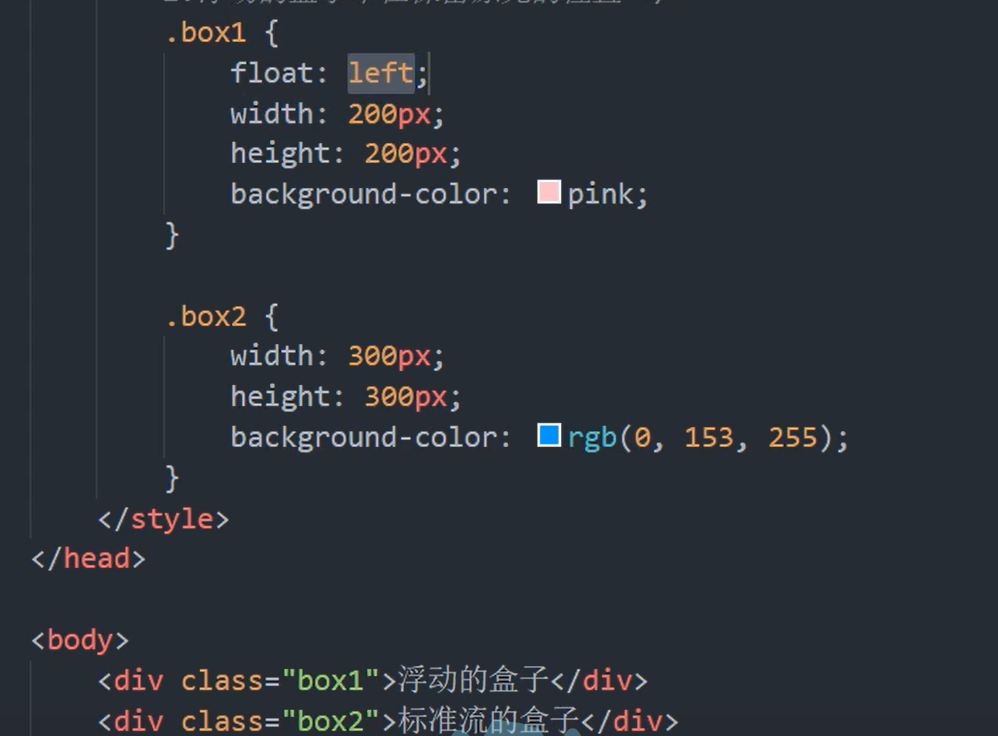 .box1 {
float: left;
width: 200px;
height: 200px;
background-color: pink;
}
.box2 {
width: 300px;
height: 300px;
background-color: rgb(0, 153, 255);
}
</style>
</head>
<body>
<div class="box1">浮动的盒子</div>
<div class="box2">标准流的盒子</div>